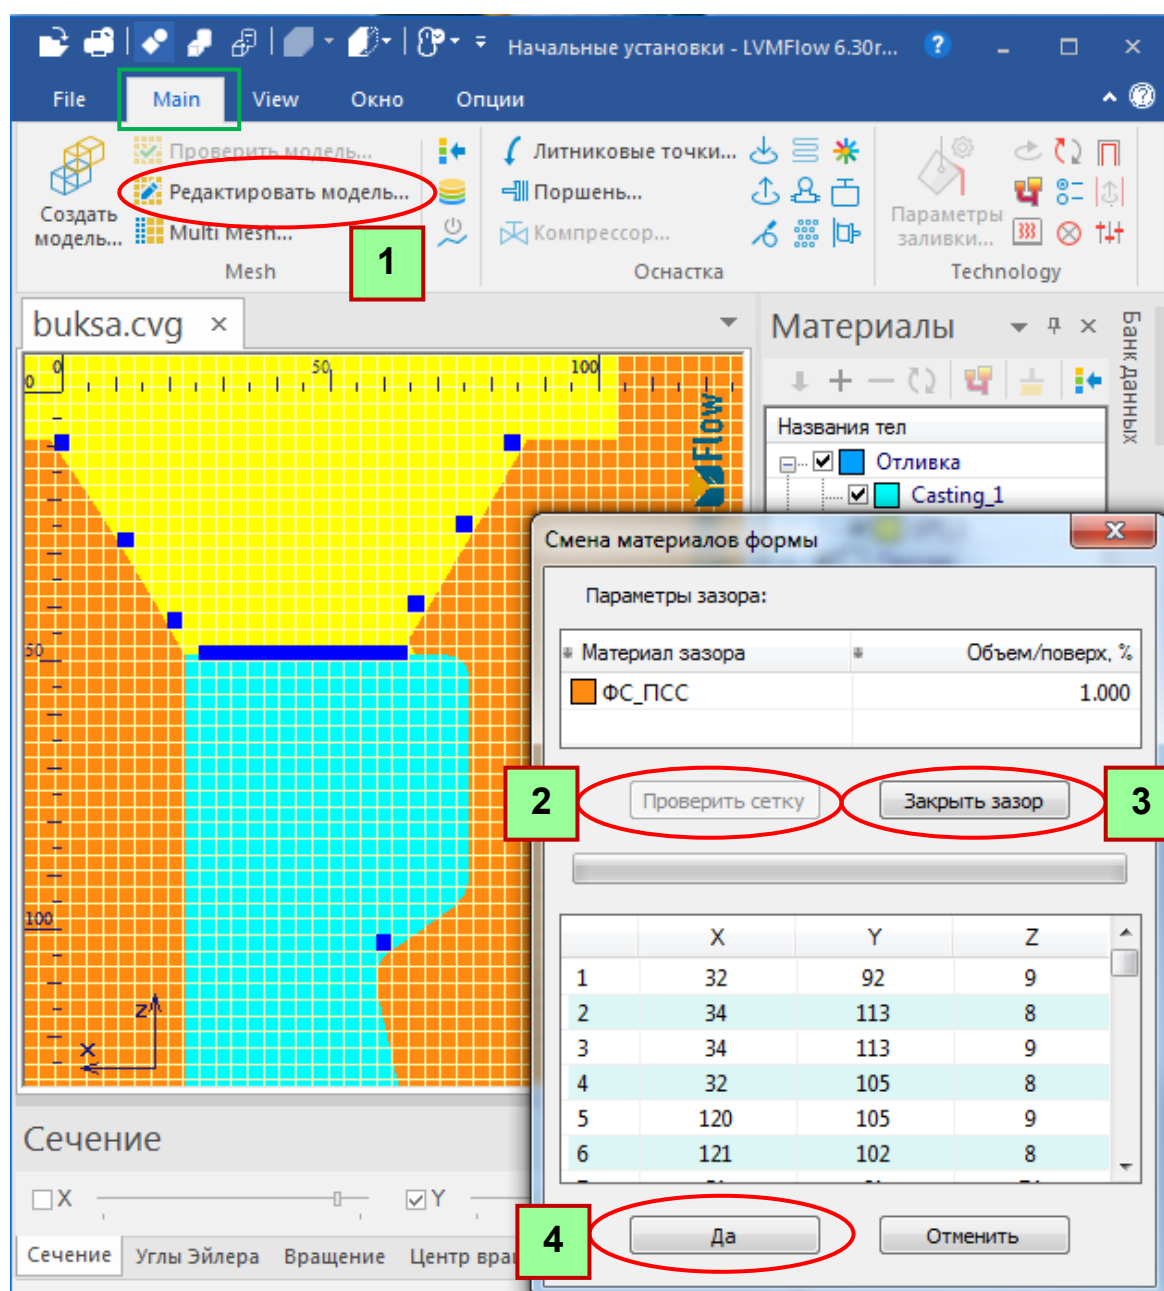 Начальные установки - LVMFlow 6.30r...
File Main View Окно Опции
Создать модель...
Проверить модель...
Редактировать модель...
Multi Mesh...
1
Mesh
Литниковые точки...
Поршень...
Компрессор...
Оснастка
Параметры заливки...
Technology
buksa.cvg
0 0 50 100
50
100
Z
X
Flow
Материалы
Банк данных
Названия тел
Отливка
Casting_1
Смена материалов формы
Параметры зазора:
Материал зазора Объем/поверх, %
ФС_ПСС 1.000
2 Проверить сетку Закрыть зазор 3
X Y Z
1 32 92 9
2 34 113 8
3 34 113 9
4 32 105 8
5 120 105 9
6 121 102 8
4 Да Отменить
Сечение
X Y
Сечение Углы Эйлера Вращение Центр вра